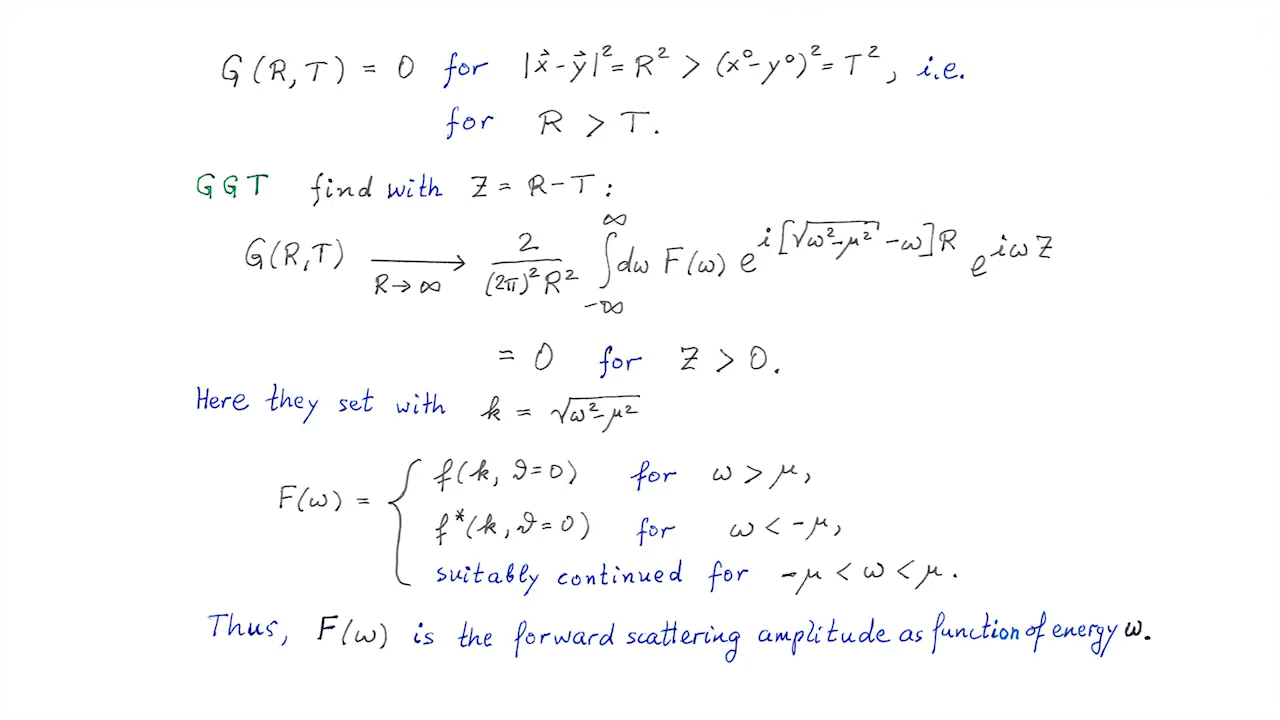 G(R,T) = 0 for |x⃗-y⃗|² = R² > (x⁰-y⁰)² = T², i.e.
for R > T.
GGT find with Z = R-T:
G(R,T) ⟶_{R→∞} 2/((2π)²R²) ∫_{-∞}^{∞} dω F(ω) e^{i[√(ω²-μ²) -ω]R} e^{iωZ}
= 0 for Z > 0.
Here they set with k = √(ω²-μ²)
F(ω) = { f(k, ϑ=0) for ω > μ,
f*(k, ϑ=0) for ω < -μ,
suitably continued for -μ < ω < μ.
Thus, F(ω) is the forward scattering amplitude as function of energy ω.